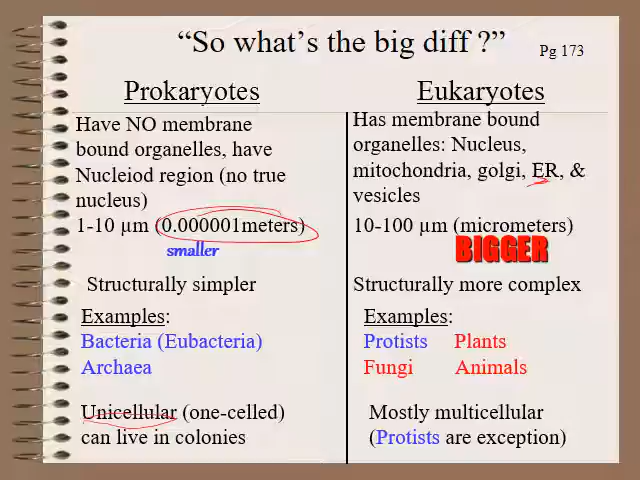 “So what’s the big diff ?”
Pg 173
Prokaryotes
Have NO membrane
bound organelles, have
Nucleiod region (no true
nucleus)
1-10 µm (0.000001meters)
smaller
Structurally simpler
Examples:
Bacteria (Eubacteria)
Archaea
Unicellular (one-celled)
can live in colonies
Eukaryotes
Has membrane bound
organelles: Nucleus,
mitochondria, golgi, ER, &
vesicles
10-100 µm (micrometers)
BIGGER
Structurally more complex
Examples:
Protists Plants
Fungi Animals
Mostly multicellular
(Protists are exception)